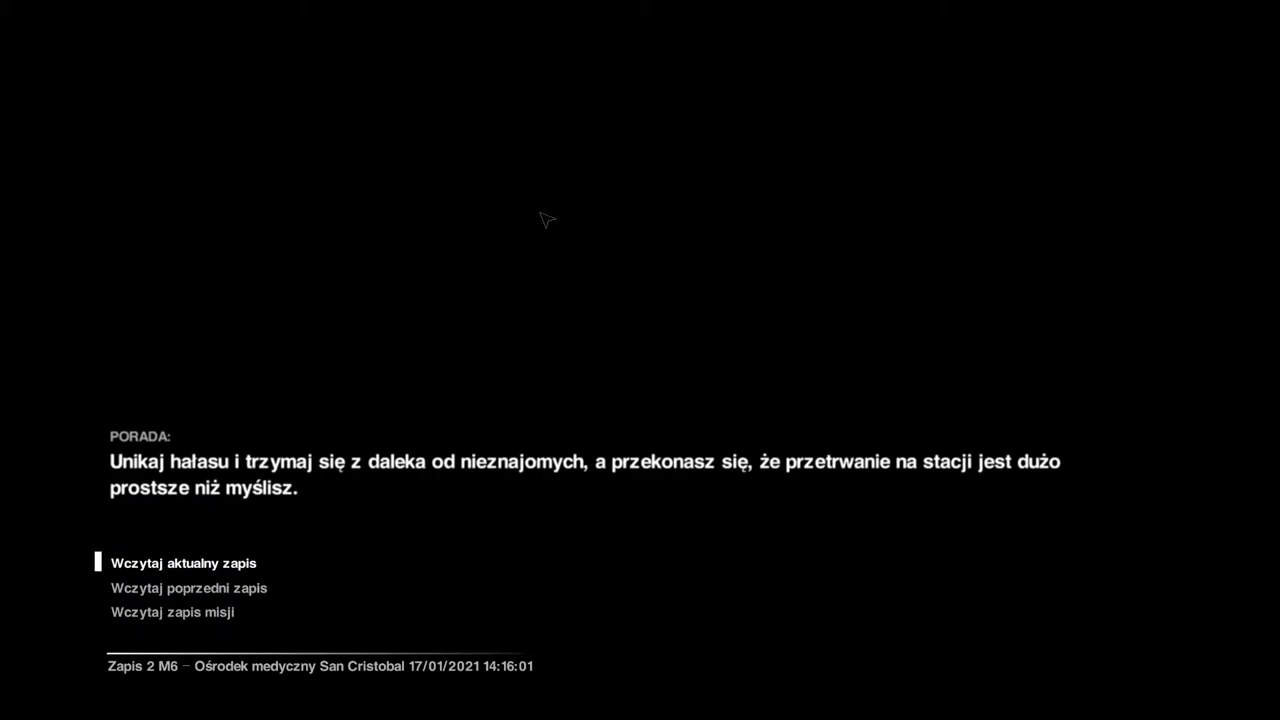 PORADA:
Unikaj hałasu i trzymaj się z daleka od nieznajomych, a przekonasz się, że przetrwanie na stacji jest dużo
prostsze niż myślisz.
Wczytaj aktualny zapis
Wczytaj poprzedni zapis
Wczytaj zapis misji
Zapis 2 M6 – Ośrodek medyczny San Cristobal 17/01/2021 14:16:01